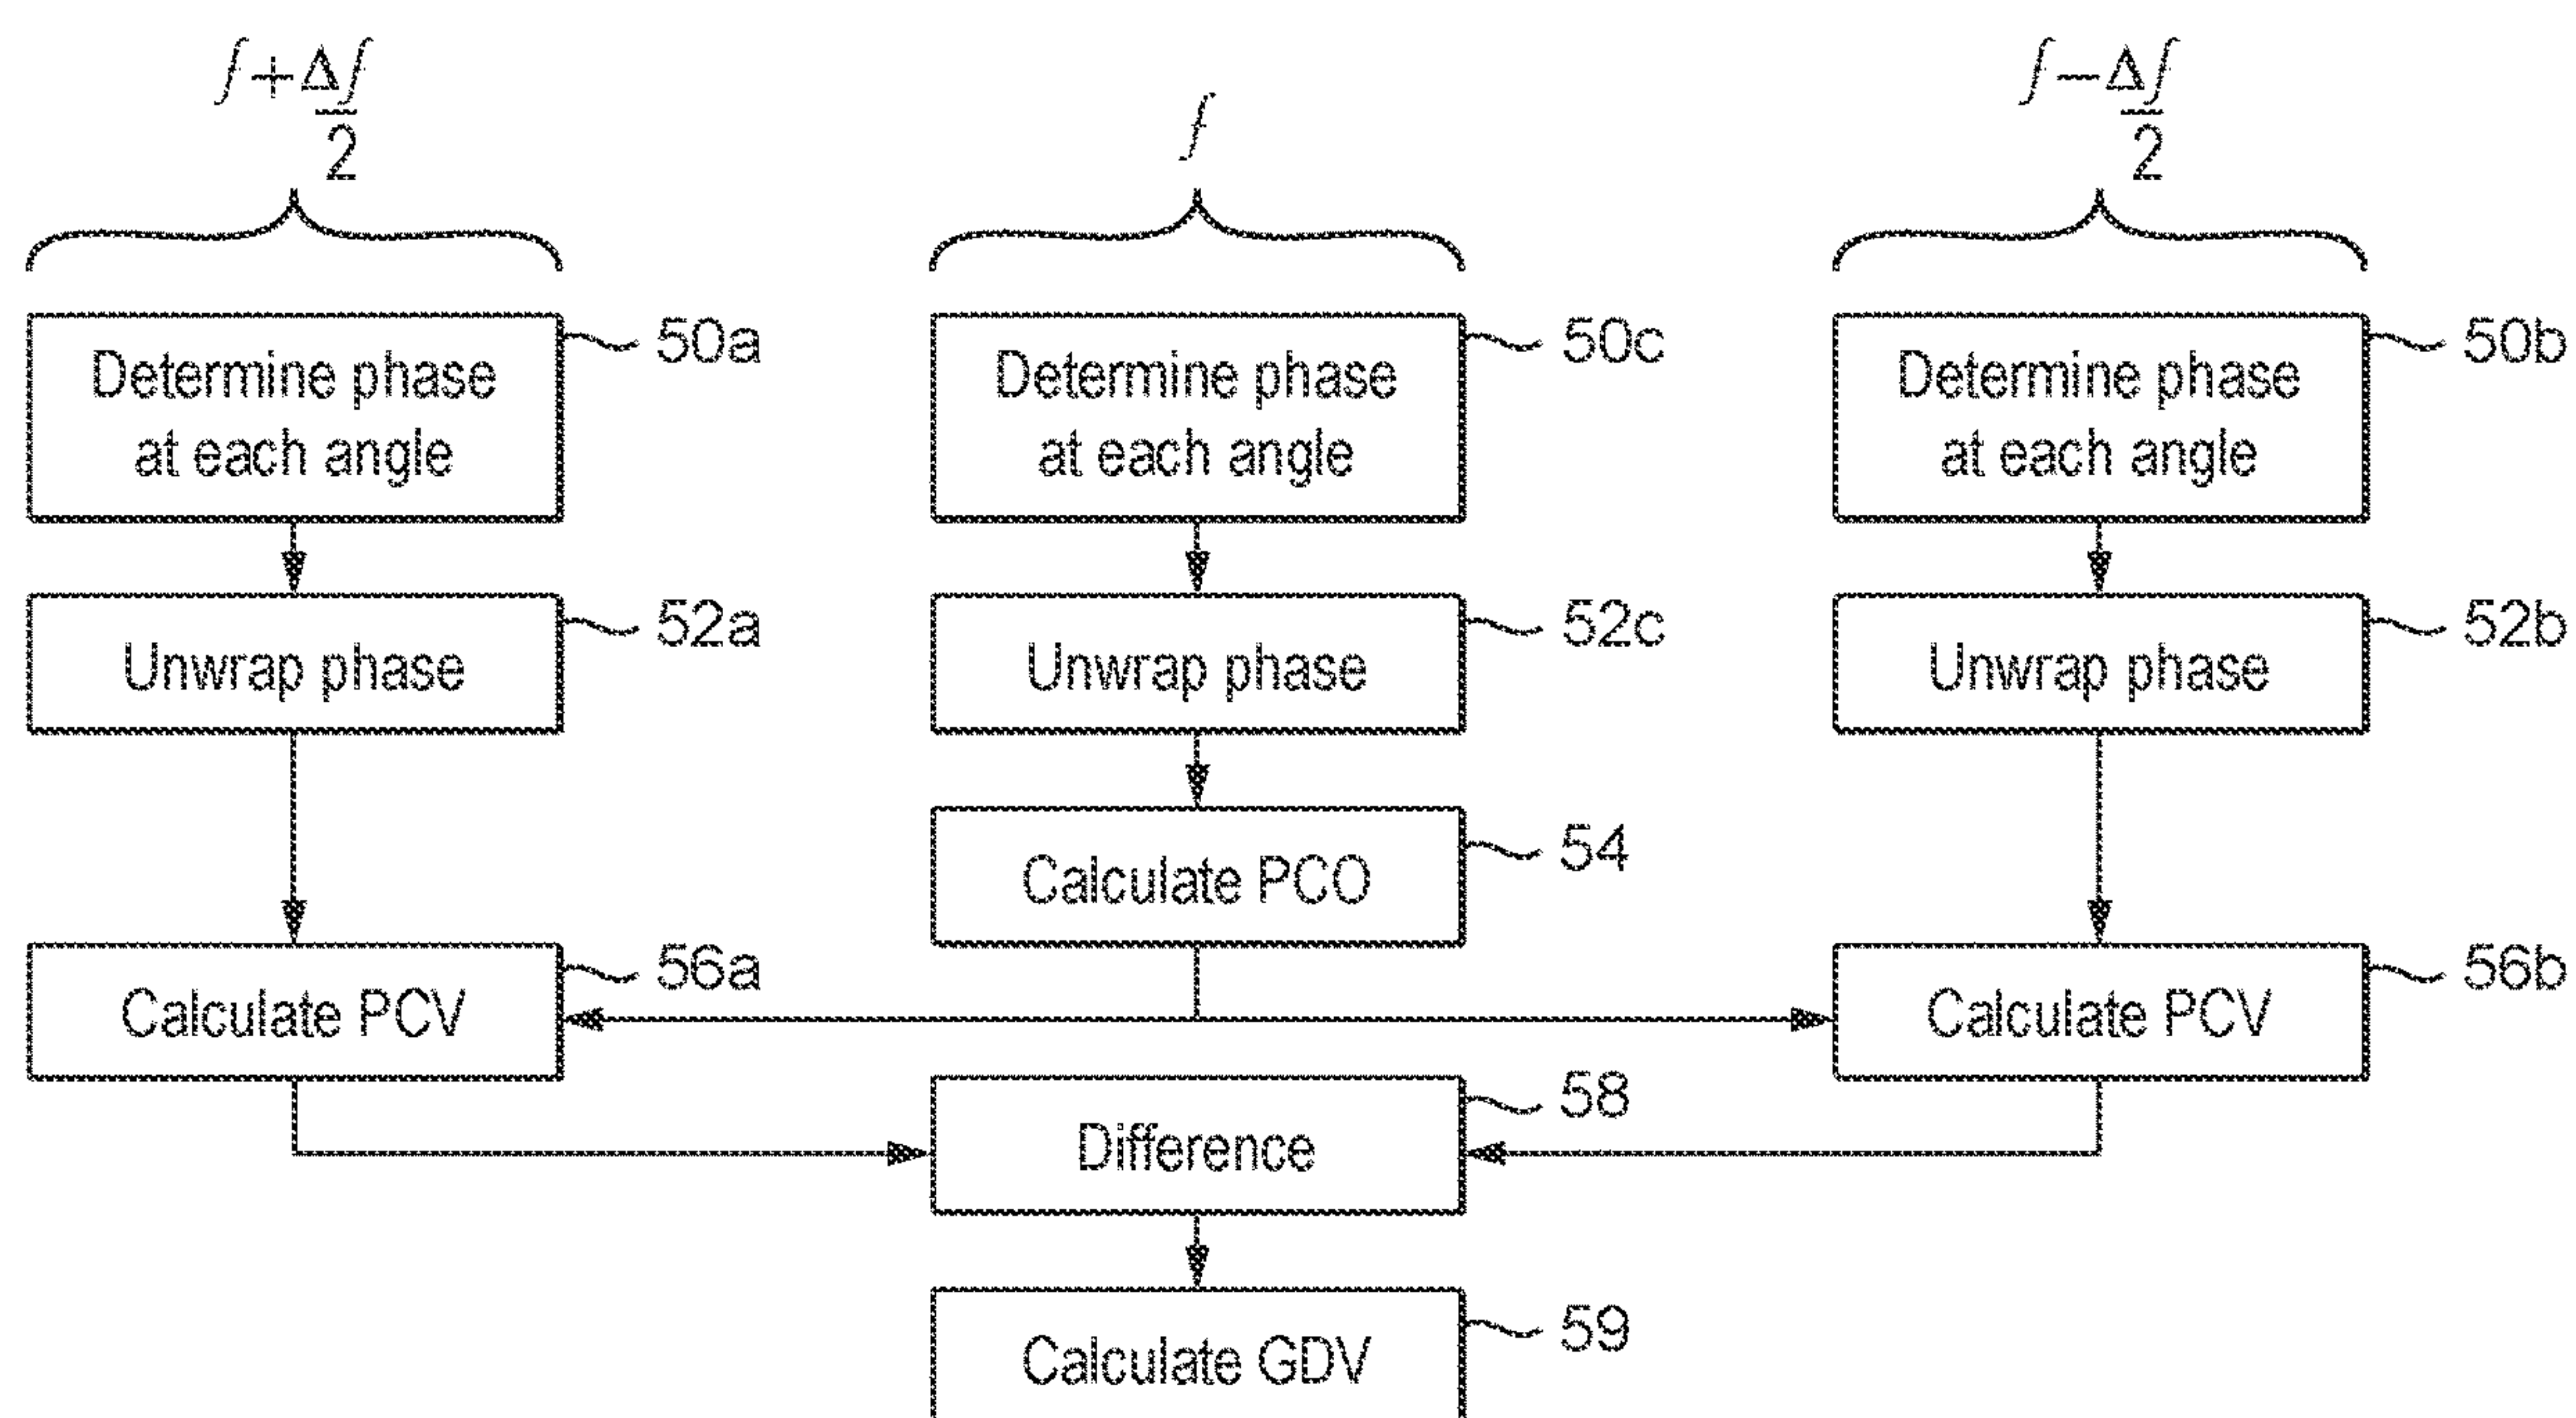 f + Δf
2
f
f − Δf
2
Determine phase
at each angle
50a
Determine phase
at each angle
50c
Determine phase
at each angle
50b
Unwrap phase
52a
Unwrap phase
52c
Unwrap phase
52b
Calculate PCO
54
Calculate PCV
56a
Calculate PCV
56b
Difference
58
Calculate GDV
59